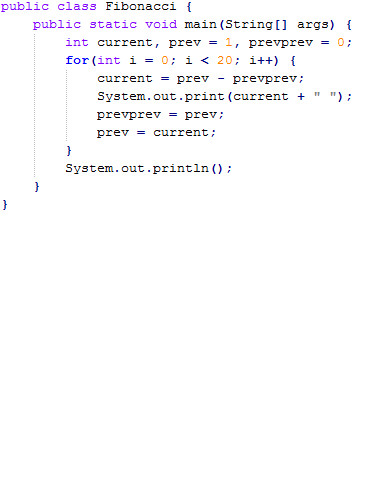 public class Fibonacci {
    public static void main(String[] args) {
        int current, prev = 1, prevprev = 0;
        for(int i = 0; i < 20; i++) {
            current = prev - prevprev;
            System.out.print(current + " ");
            prevprev = prev;
            prev = current;
        }
        System.out.println();
    }
}